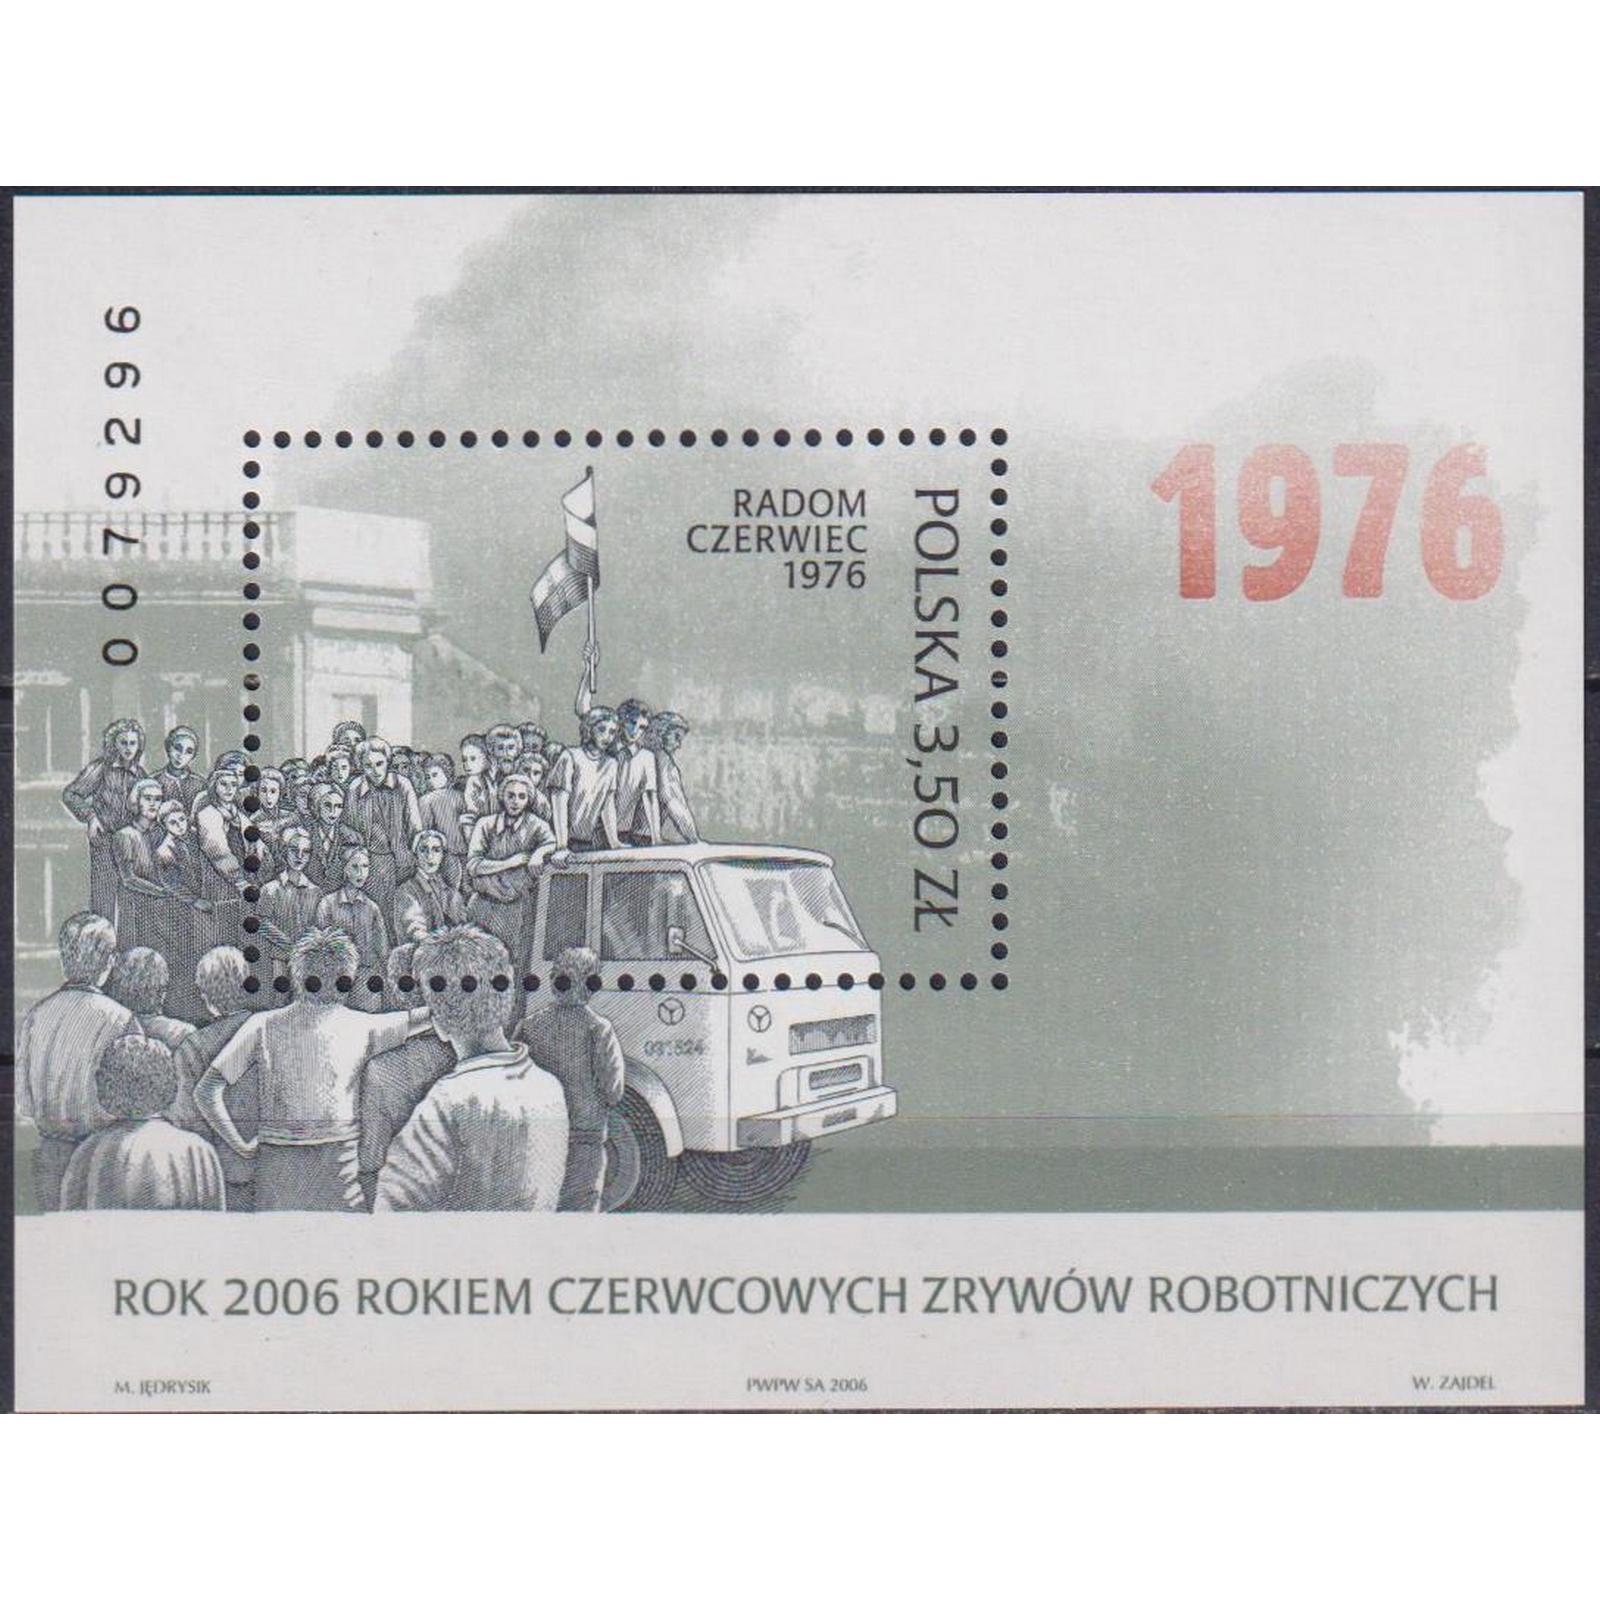 0079296
RADOM
CZERWIEC
1976
POLSKA 3,50 ZŁ
1976
ROK 2006 ROKIEM CZERWCOWYCH ZRYWÓW ROBOTNICZYCH
M. JĘDRYSIK
PWPW SA 2006
W. ZAJDEL